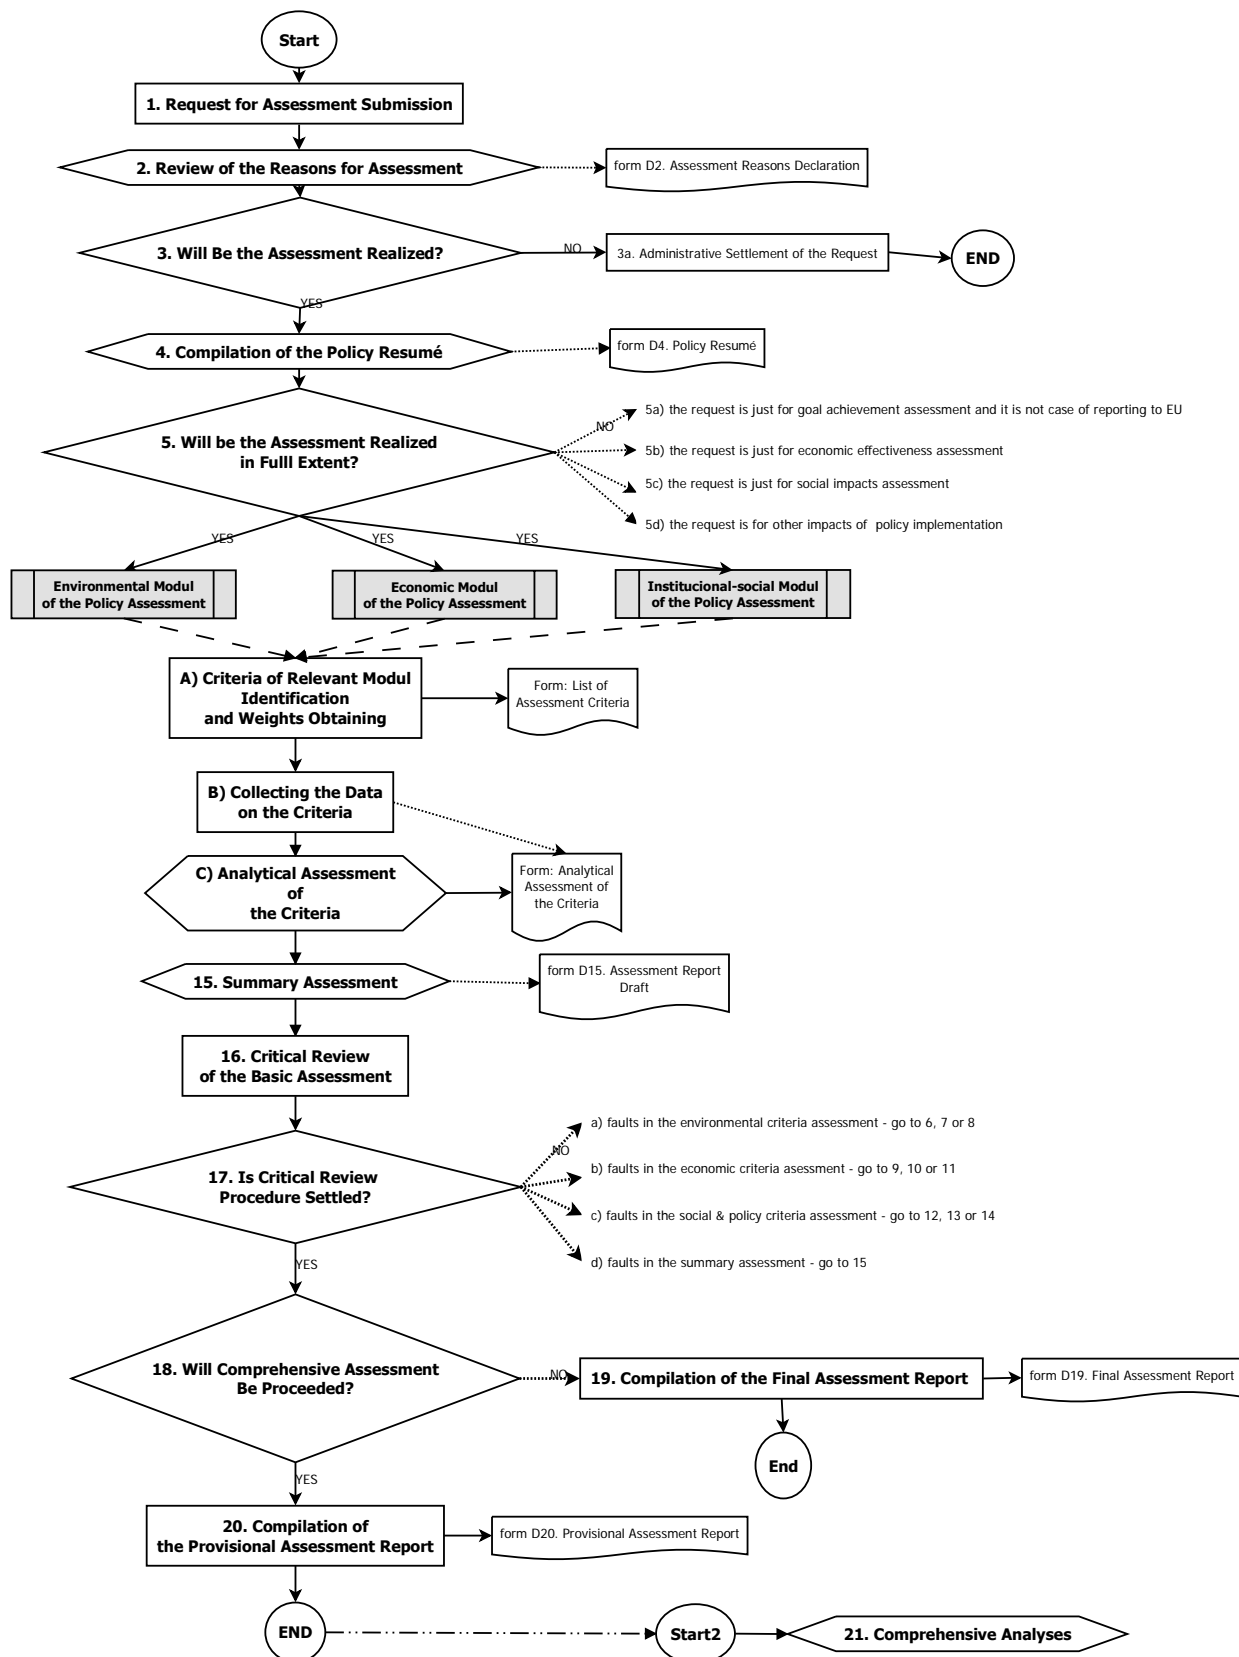 Start
1. Request for Assessment Submission
2. Review of the Reasons for Assessment
form D2. Assessment Reasons Declaration
3. Will Be the Assessment Realized?
NO
3a. Administrative Settlement of the Request
END
YES
4. Compilation of the Policy Resumé
form D4. Policy Resumé
5. Will be the Assessment Realized
in Fulll Extent?
NO
5a) the request is just for goal achievement assessment and it is not case of reporting to EU
5b) the request is just for economic effectiveness assessment
5c) the request is just for social impacts assessment
5d) the request is for other impacts of policy implementation
YES
YES
YES
Environmental Modul
of the Policy Assessment
Economic Modul
of the Policy Assessment
Institucional-social Modul
of the Policy Assessment
A) Criteria of Relevant Modul
Identification
and Weights Obtaining
Form: List of
Assessment Criteria
B) Collecting the Data
on the Criteria
C) Analytical Assessment
of
the Criteria
Form: Analytical
Assessment of
the Criteria
15. Summary Assessment
form D15. Assessment Report
Draft
16. Critical Review
of the Basic Assessment
17. Is Critical Review
Procedure Settled?
NO
a) faults in the environmental criteria assessment - go to 6, 7 or 8
b) faults in the economic criteria asessment - go to 9, 10 or 11
c) faults in the social & policy criteria assessment - go to 12, 13 or 14
d) faults in the summary assessment - go to 15
YES
18. Will Comprehensive Assessment
Be Proceeded?
NO
19. Compilation of the Final Assessment Report
form D19. Final Assessment Report
End
YES
20. Compilation of
the Provisional Assessment Report
form D20. Provisional Assessment Report
END
Start2
21. Comprehensive Analyses